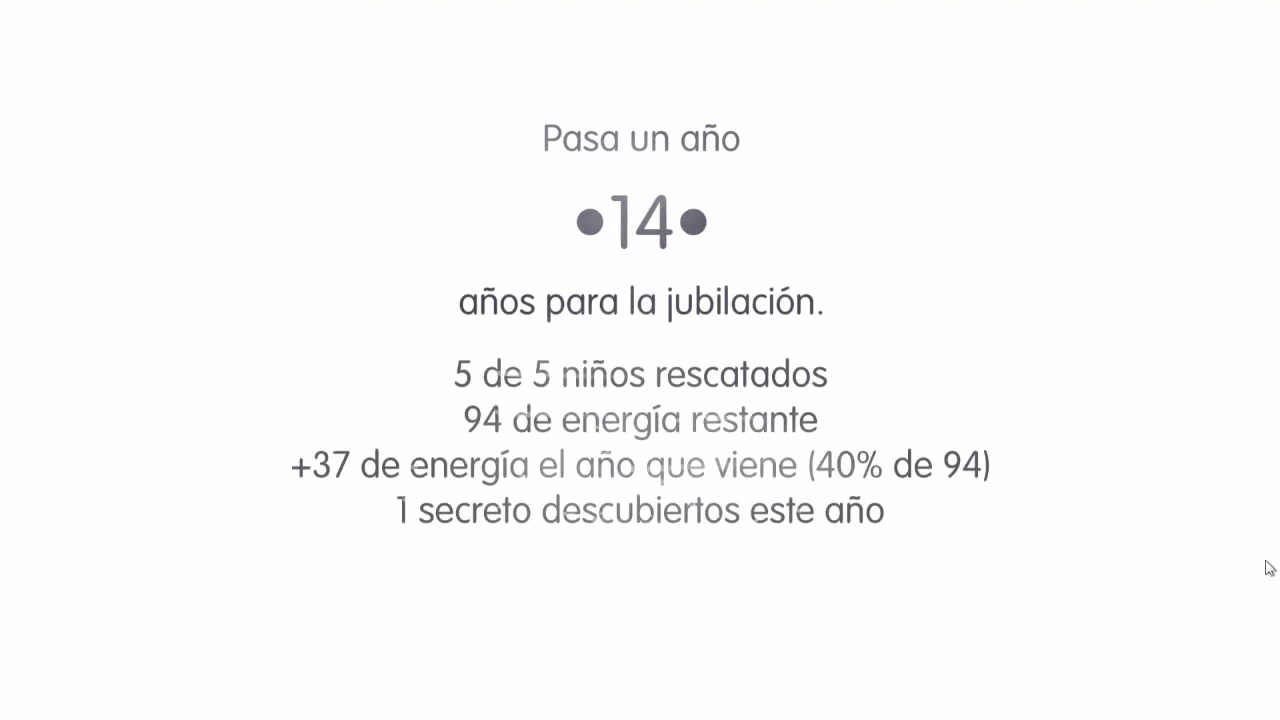 Pasa un año
•14•
años para la jubilación.
5 de 5 niños rescatados
94 de energía restante
+37 de energía el año que viene (40% de 94)
1 secreto descubiertos este año